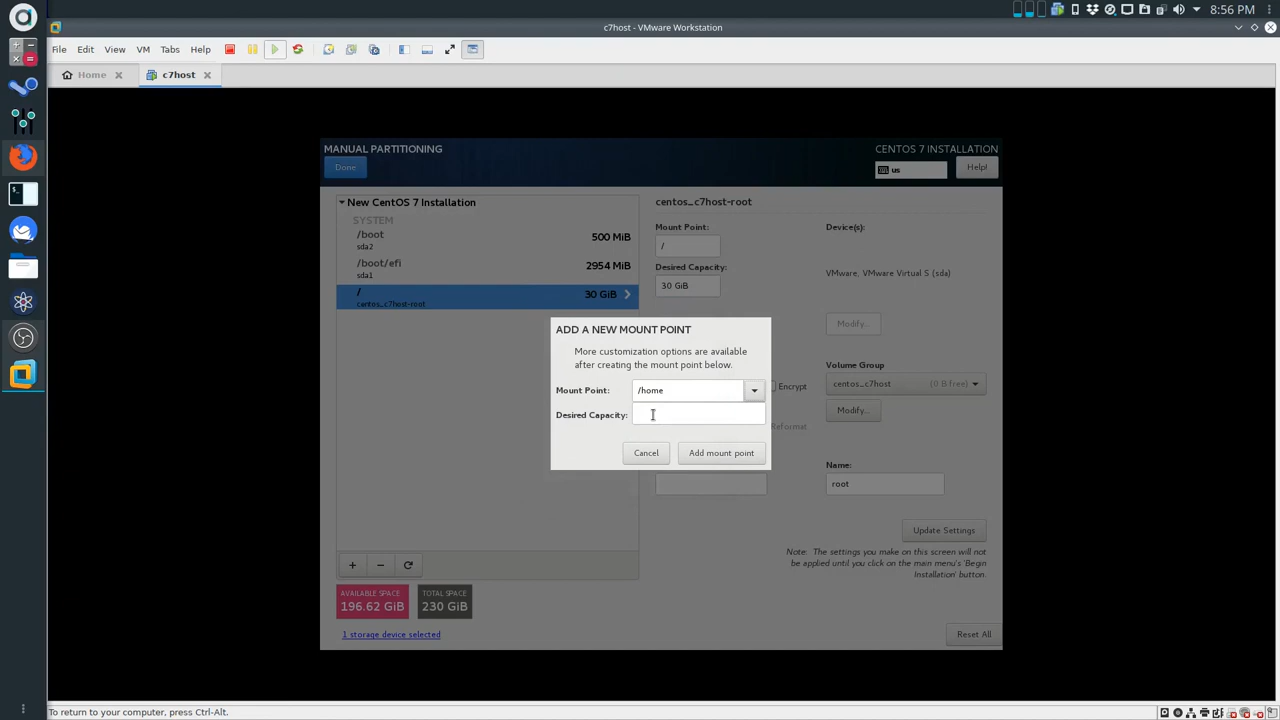 8:56 PM
c7host - VMware Workstation
File Edit View VM Tabs Help
Home c7host
MANUAL PARTITIONING
CENTOS 7 INSTALLATION
Done
us
Help!
New CentOS 7 Installation
SYSTEM
/boot
sda2
500 MiB
/boot/efi
sda1
2954 MiB
/
centos_c7host-root
30 GiB
centos_c7host-root
Mount Point:
/
Desired Capacity:
30 GiB
Device(s):
VMware, VMware Virtual S (sda)
Modify...
Encrypt
Volume Group:
centos_c7host (0 B free)
Modify...
Reformat
Name:
root
ADD A NEW MOUNT POINT
More customization options are available
after creating the mount point below.
Mount Point: /home
Desired Capacity:
Cancel Add mount point
Update Settings
Note: The settings you make on this screen will not
be applied until you click on the main menu's 'Begin
Installation' button.
AVAILABLE SPACE
196.62 GiB
TOTAL SPACE
230 GiB
1 storage device selected
Reset All
To return to your computer, press Ctrl-Alt.